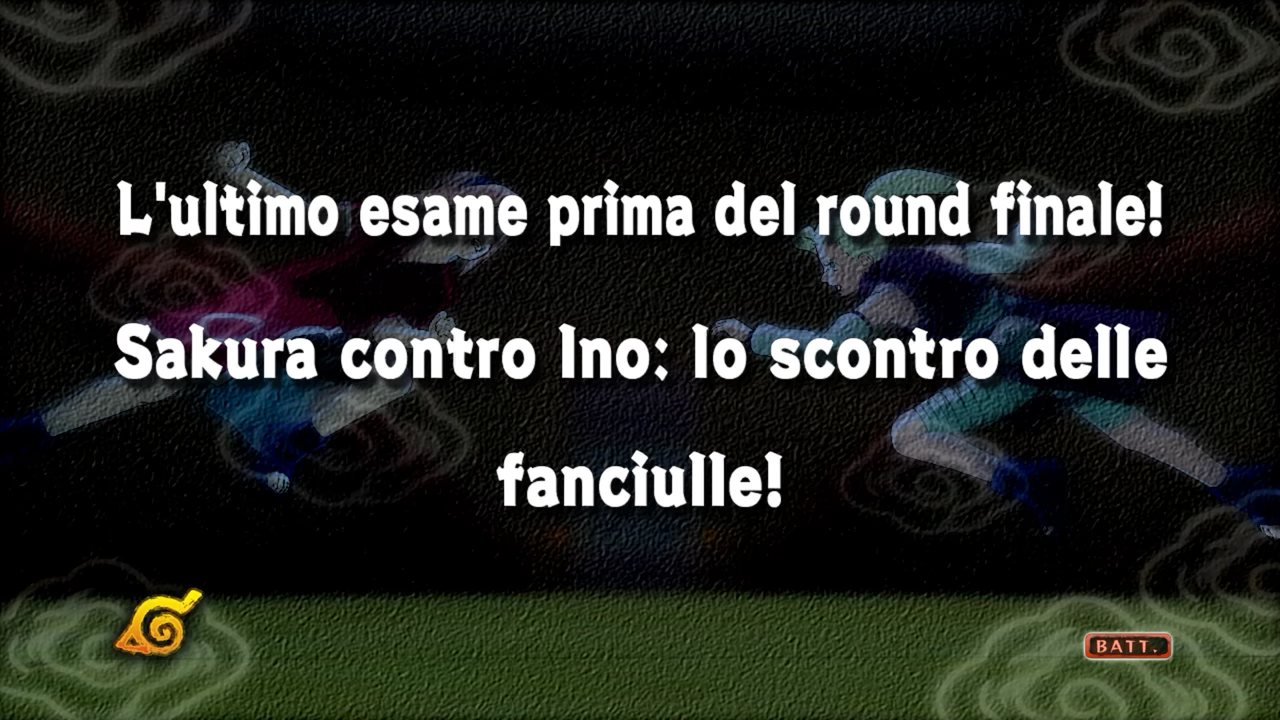 L'ultimo esame prima del round finale!
Sakura contro Ino: lo scontro delle
fanciulle!
BATT.